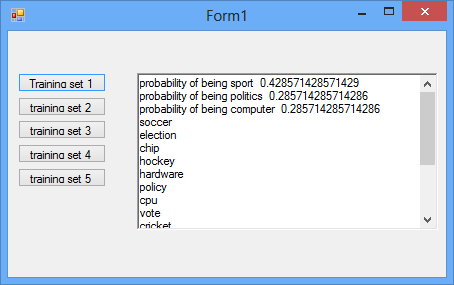 Form1
Training set 1
training set 2
training set 3
training set 4
training set 5
probability of being sport 0.428571428571429
probability of being politics 0.285714285714286
probability of being computer 0.285714285714286
soccer
election
chip
hockey
hardware
policy
cpu
vote
cricket